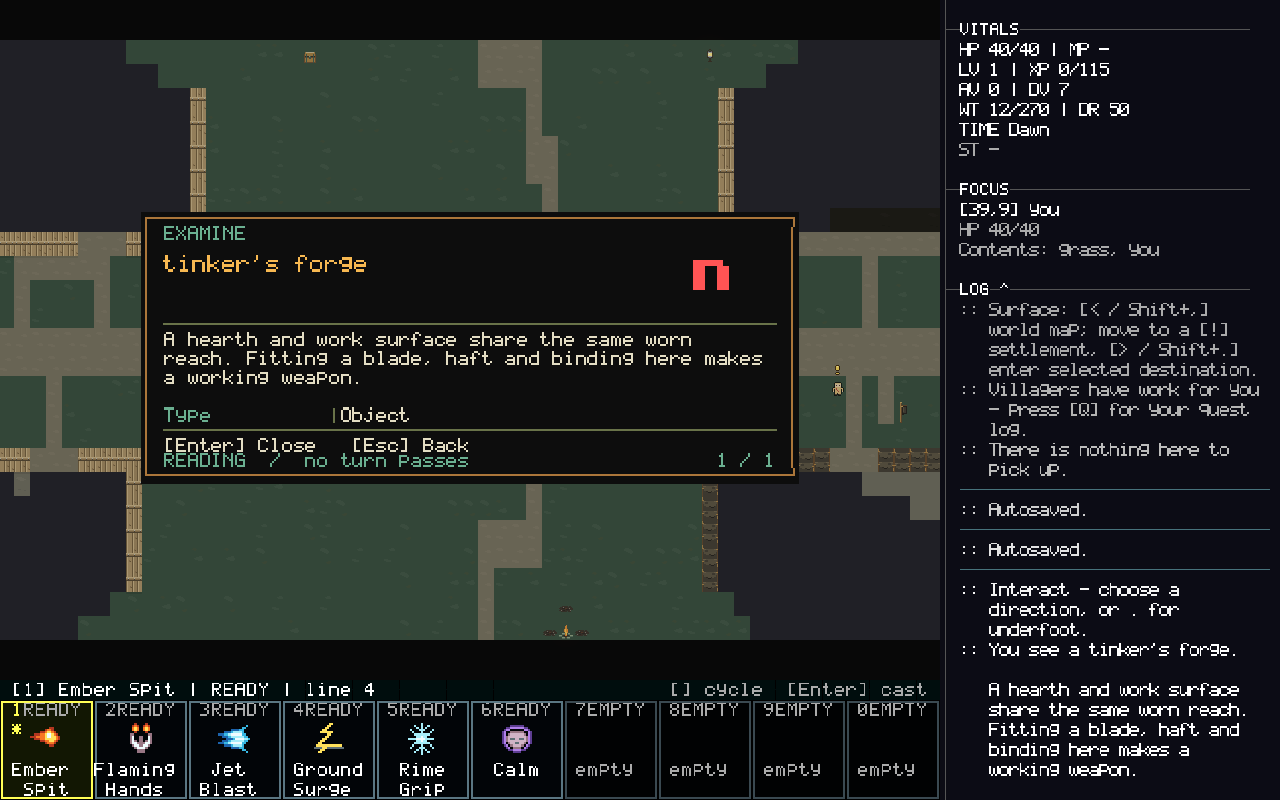 EXAMINE
tinker's forge
A hearth and work surface share the same worn
reach. Fitting a blade, haft and binding here makes
a working weapon.
Type |Object
[Enter] Close [Esc] Back
READING / no turn passes 1 / 1
VITALS
HP 40/40 | MP -
LV 1 | XP 0/115
AV 0 | DV 7
WT 12/270 | DR 50
TIME Dawn
ST -
FOCUS
[39,9] You
HP 40/40
Contents: grass, You
LOG ^
:: Surface: [< / Shift+,]
world map; move to a [!]
settlement, [> / Shift+.]
enter selected destination.
:: Villagers have work for you
- Press [Q] for your quest
log.
:: There is nothing here to
pick up.
:: Autosaved.
:: Autosaved.
:: Interact - choose a
direction, or . for
underfoot.
:: You see a tinker's forge.
A hearth and work surface
share the same worn reach.
Fitting a blade, haft and
binding here makes a
working weapon.
[1] Ember Spit | READY | line 4 [] cycle [Enter] cast
1READY 2READY 3READY 4READY 5READY 6READY 7EMPTY 8EMPTY 9EMPTY 0EMPTY
*
Ember Flaming Jet Ground Rime Calm empty empty empty empty
Spit Hands Blast Surge Grip